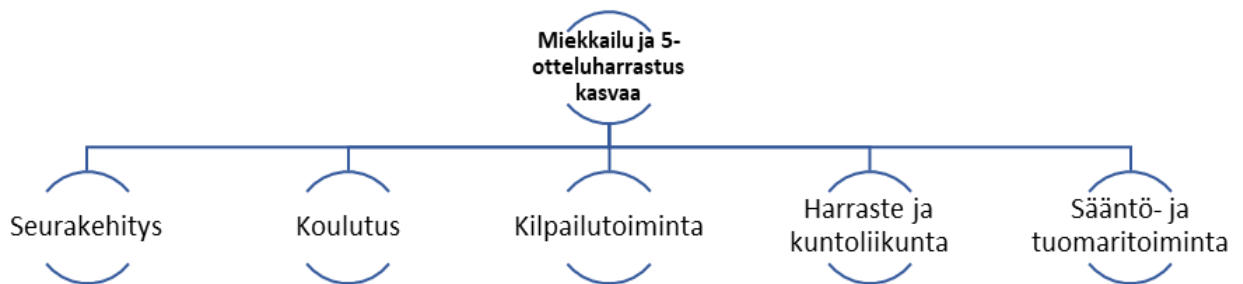 Miekkailu ja 5-
otteluharrastus
kasvaa
Seurakehitys
Koulutus
Kilpailutoiminta
Harraste ja
kuntoliikunta
Sääntö- ja
tuomaritoiminta